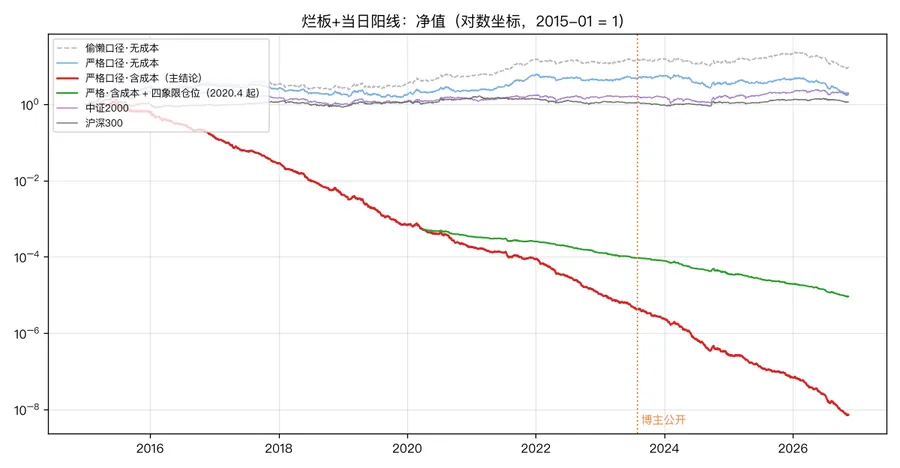 烂板+当日阳线：净值（对数坐标，2015-01 = 1）
偷懒口径·无成本
严格口径·无成本
严格口径·含成本（主结论）
严格·含成本 + 四象限仓位（2020.4 起）
中证2000
沪深300
10⁰
10⁻²
10⁻⁴
10⁻⁶
10⁻⁸
博主公开
2016
2018
2020
2022
2024
2026